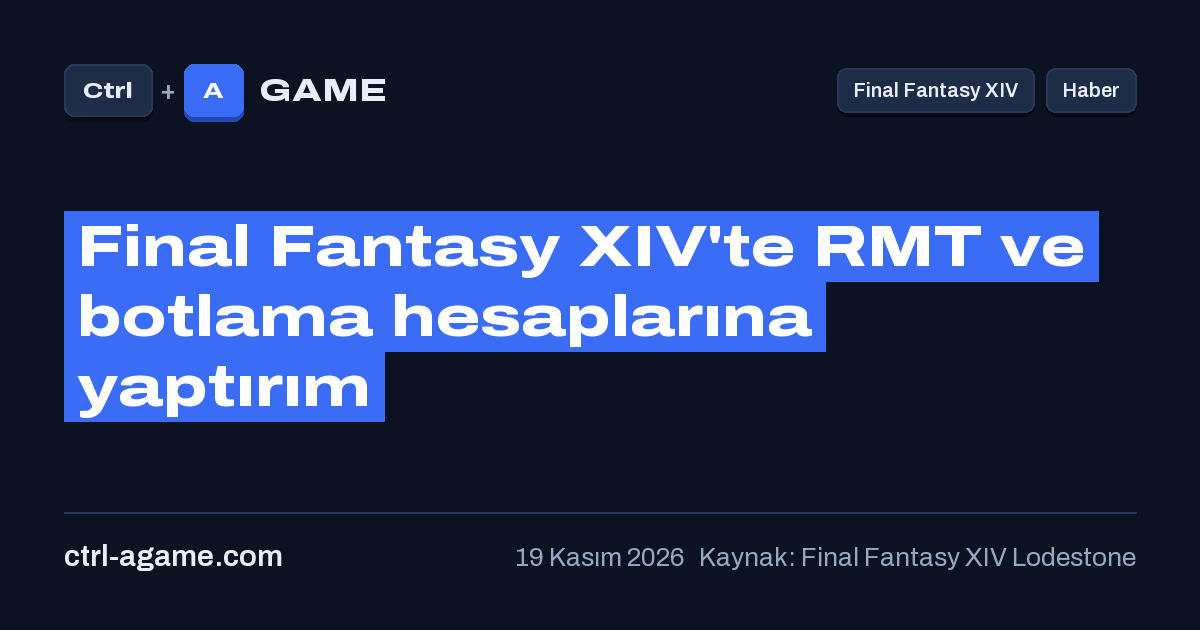 Ctrl + A GAME
Final Fantasy XIV Haber
Final Fantasy XIV'te RMT ve
botlama hesaplarına
yaptırım
ctrl-agame.com
19 Kasım 2026 Kaynak: Final Fantasy XIV Lodestone